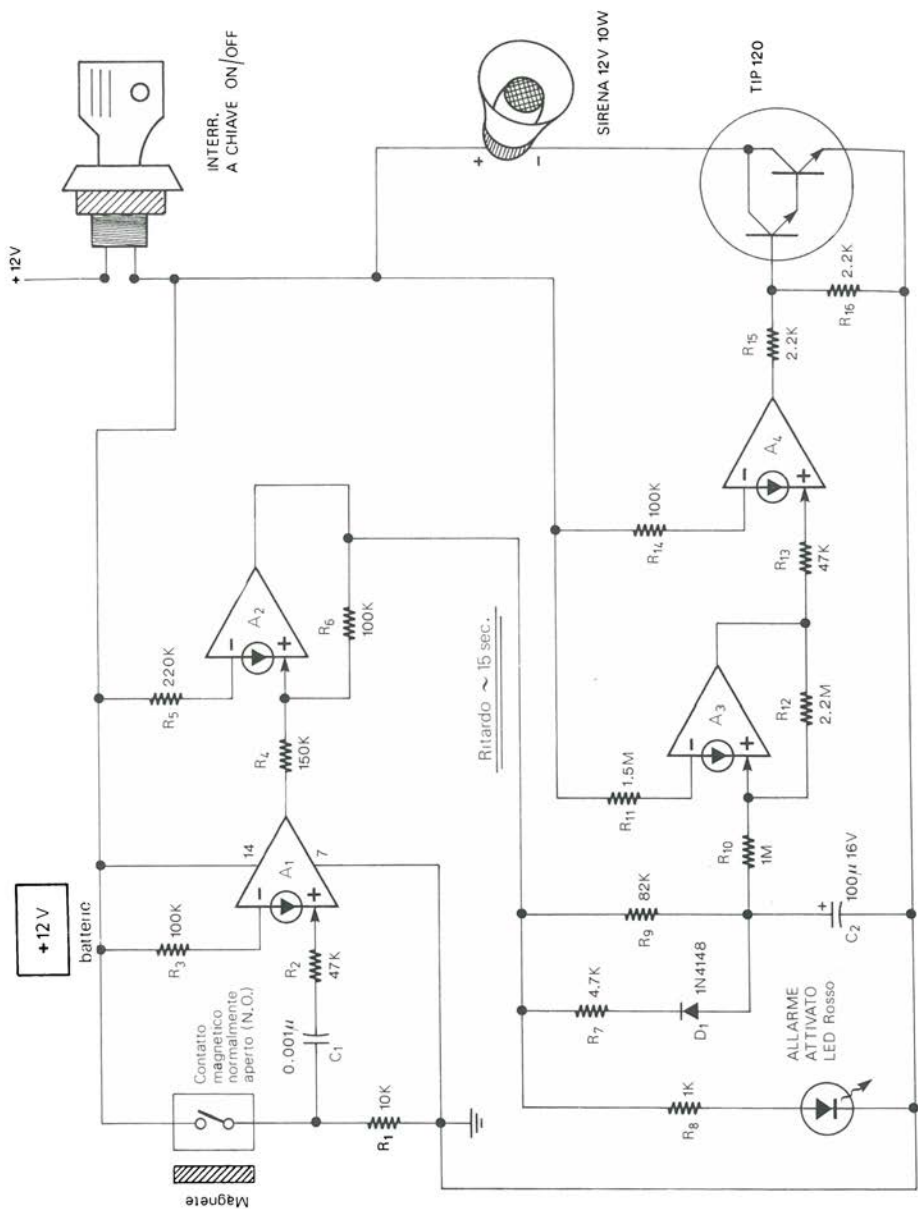 +12 V
batterie
Magnete
Contatto
magnetico
normalmente
aperto (N.O.)
+12V
INTERR.
A CHIAVE ON/OFF
SIRENA 12V 10W
+
-
TIP 120
R1
10K
C1
0.001µ
R2
47K
R3
100K
-
+
A1
14
7
R4
150K
R5
220K
-
+
A2
R6
100K
Ritardo ~ 15 sec.
R7
4.7K
D1
1N4148
R8
1K
ALLARME
ATTIVATO
LED Rosso
R9
82K
+
C2
100µ 16V
R10
1M
R11
1.5M
-
+
A3
R12
2.2M
R13
47K
R14
100K
-
+
A4
R15
2.2K
R16
2.2K